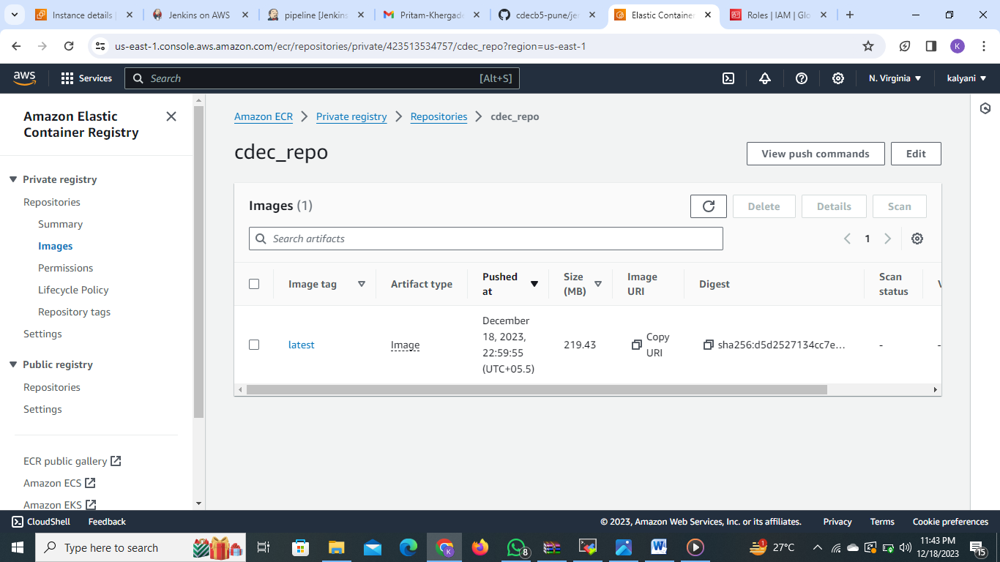 Instance details |
Jenkins on AWS
pipeline [Jenkins
Pritam-Khergade
cdecb5-pune/je
Elastic Container
Roles | IAM | Glo
us-east-1.console.aws.amazon.com/ecr/repositories/private/423513534757/cdec_repo?region=us-east-1
K
aws
Services
Search
[Alt+S]
N. Virginia
kalyani
Amazon Elastic
Container Registry
Private registry
Repositories
Summary
Images
Permissions
Lifecycle Policy
Repository tags
Settings
Public registry
Repositories
Settings
ECR public gallery
Amazon ECS
Amazon EKS
Amazon ECR
Private registry
Repositories
cdec_repo
cdec_repo
View push commands
Edit
Images (1)
Delete
Details
Scan
Search artifacts
1
Image tag
Artifact type
Pushed
at
Size
(MB)
Image
URI
Digest
Scan
status
latest
Image
December
18, 2023,
22:59:55
(UTC+05.5)
219.43
Copy
URI
sha256:d5d2527134cc7e...
-
-
CloudShell
Feedback
© 2023, Amazon Web Services, Inc. or its affiliates.
Privacy
Terms
Cookie preferences
Type here to search
K
8
W
1
27°C
11:43 PM
12/18/2023
15